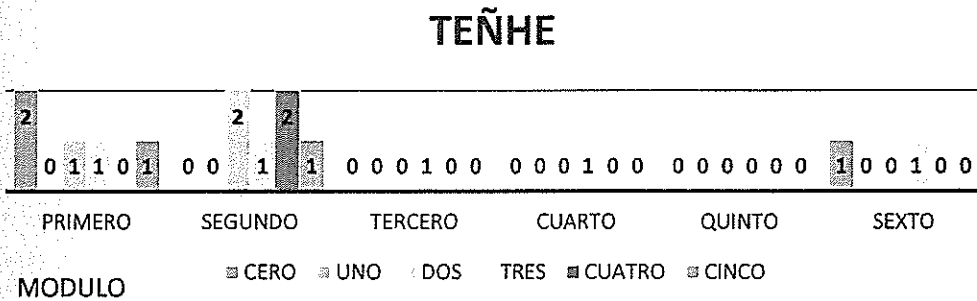 TEÑHE
2 2 2
0 1 1 0 1 0 0 1 1 0 0 0 1 0 0 0 0 0 1 0 0 0 0 0 0 0 0 1 0 0 1 0 0
PRIMERO SEGUNDO TERCERO CUARTO QUINTO SEXTO
CERO UNO DOS TRES CUATRO CINCO
MODULO